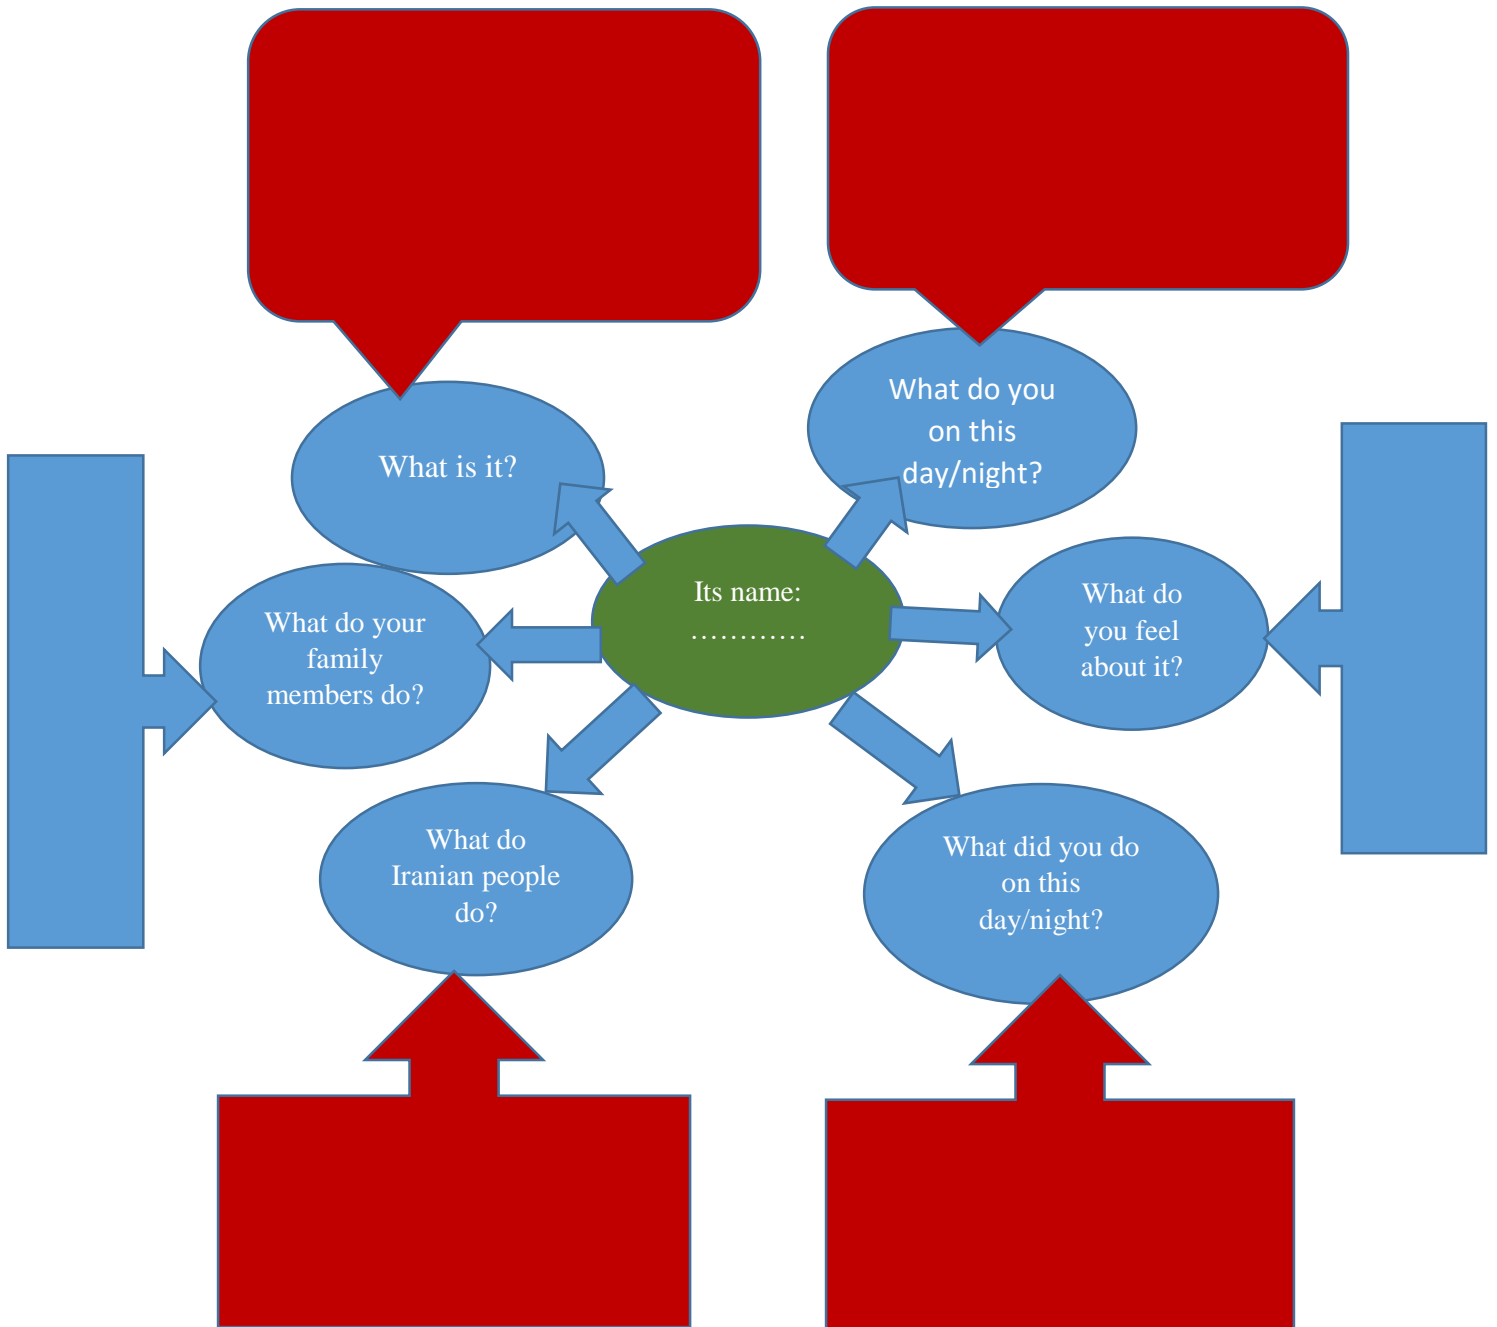 What do you
on this
day/night?
What is it?
Its name:
…………
What do
you feel
about it?
What do your
family
members do?
What do
Iranian people
do?
What did you do
on this
day/night?